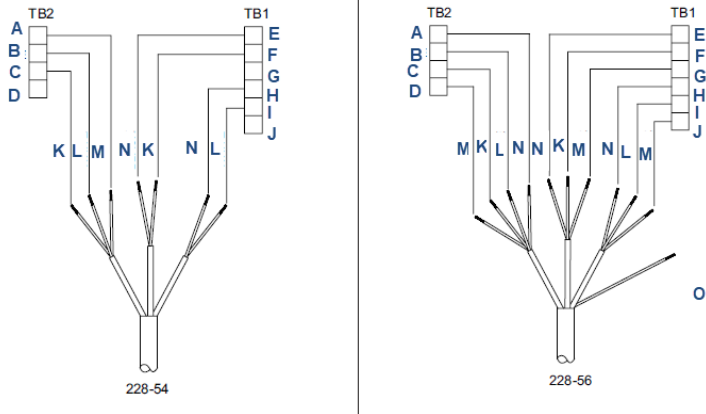 TB2
TB1
A
B
C
D
E
F
G
H
I
J
K L M N K N L
228-54
TB2
TB1
A
B
C
D
E
F
G
H
I
J
M K L N N K M N L M
O
228-56